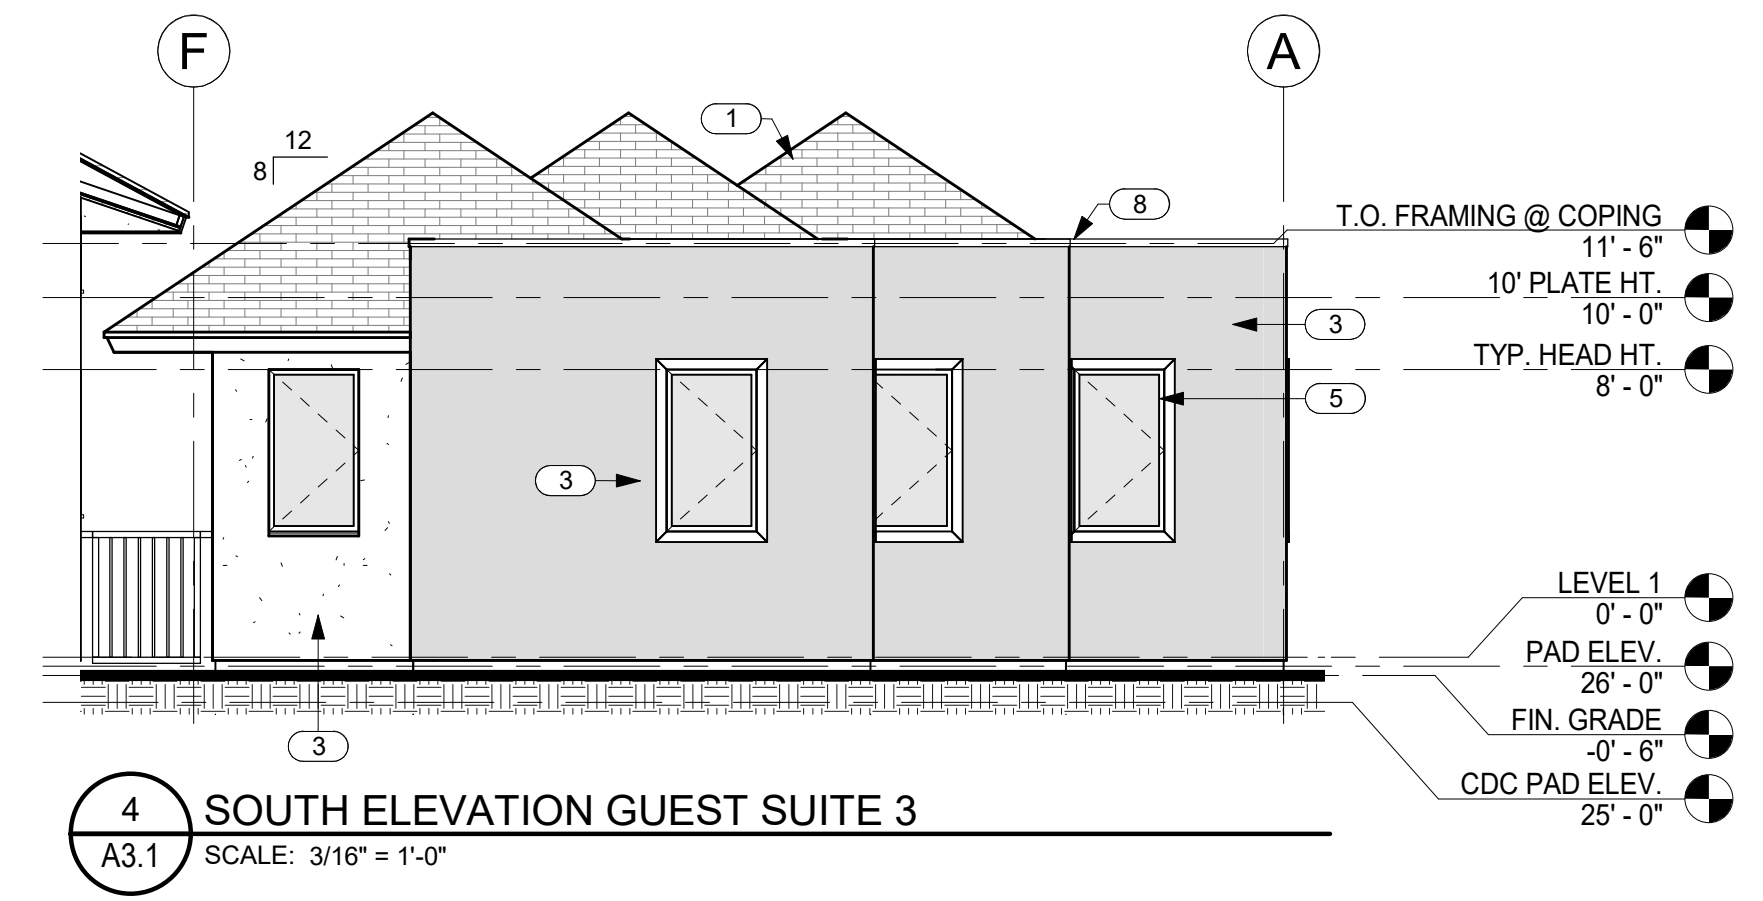 F
A
1
12
8
8
T.O. FRAMING @ COPING
11' - 6"
10' PLATE HT.
10' - 0"
3
TYP. HEAD HT.
8' - 0"
5
3
LEVEL 1
0' - 0"
PAD ELEV.
26' - 0"
FIN. GRADE
-0' - 6"
3
CDC PAD ELEV.
25' - 0"
4
SOUTH ELEVATION GUEST SUITE 3
A3.1
SCALE: 3/16" = 1'-0"